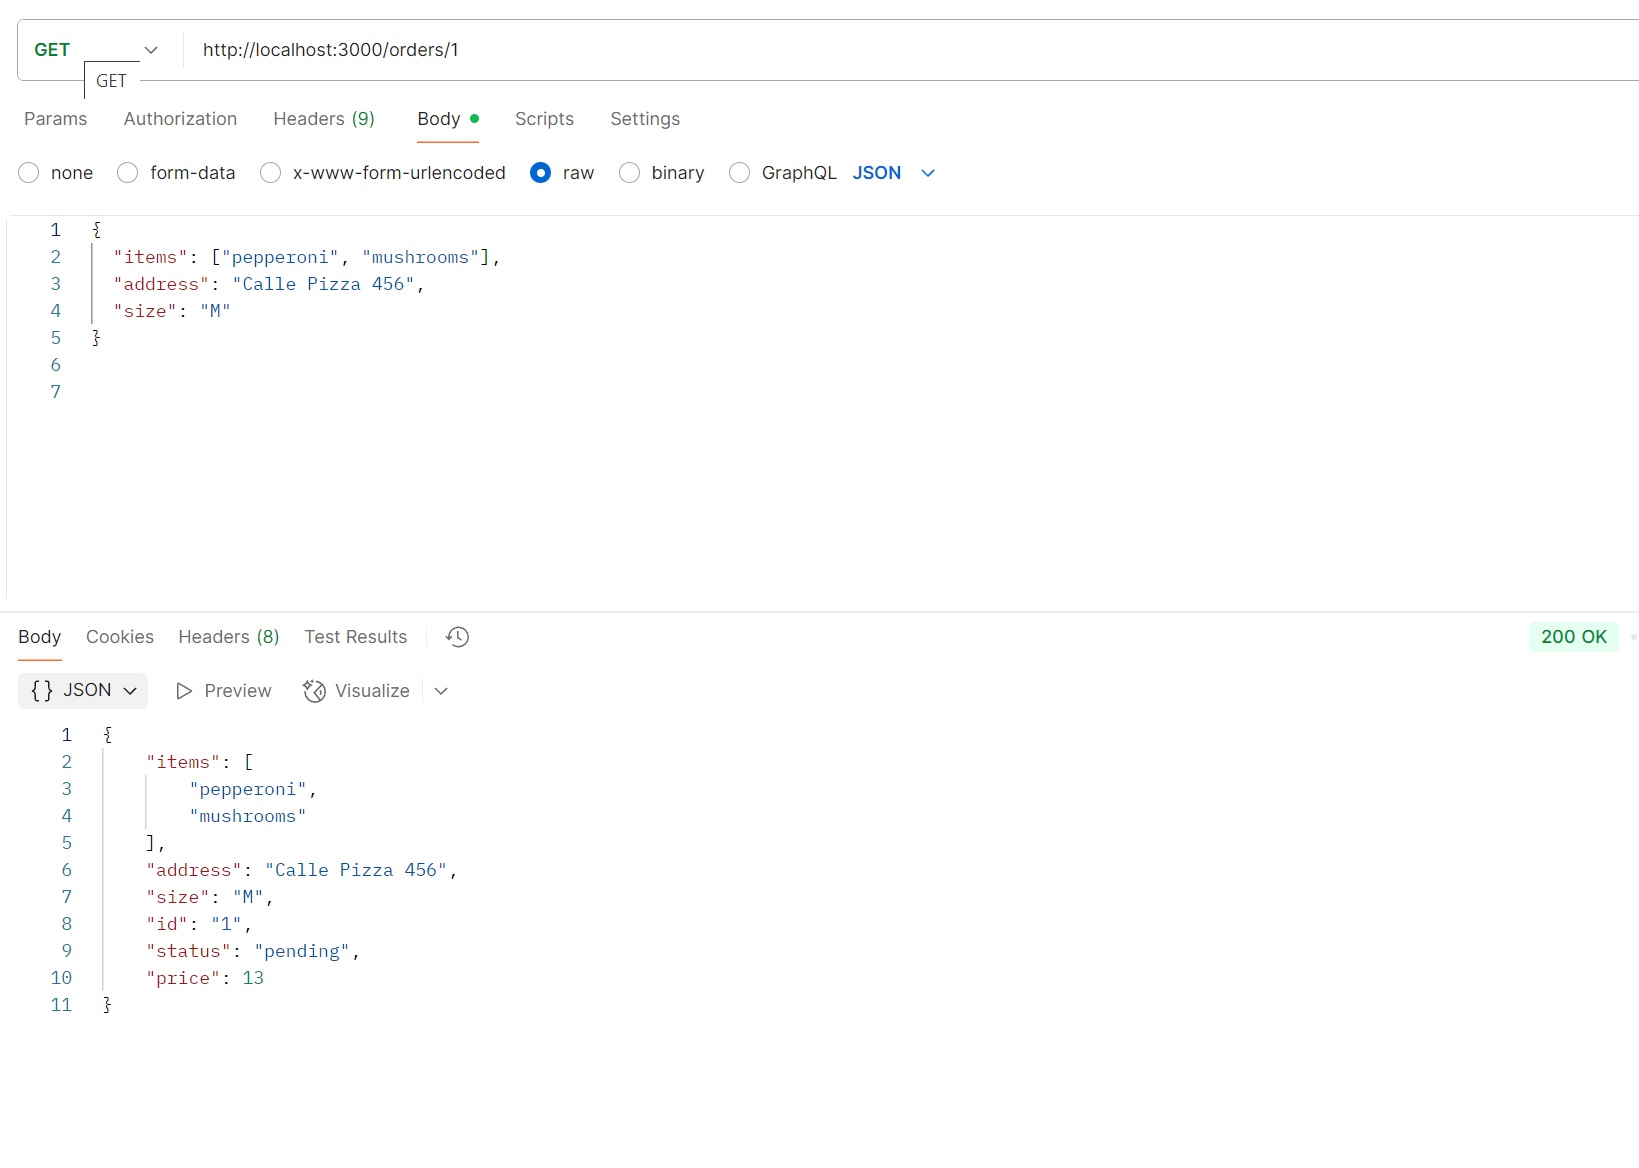 GET http://localhost:3000/orders/1
GET
Params Authorization Headers (9) Body Scripts Settings
none form-data x-www-form-urlencoded raw binary GraphQL JSON
1 {
2 "items": ["pepperoni", "mushrooms"],
3 "address": "Calle Pizza 456",
4 "size": "M"
5 }
6
7
Body Cookies Headers (8) Test Results 200 OK
{} JSON Preview Visualize
1 {
2 "items": [
3 "pepperoni",
4 "mushrooms"
5 ],
6 "address": "Calle Pizza 456",
7 "size": "M",
8 "id": "1",
9 "status": "pending",
10 "price": 13
11 }